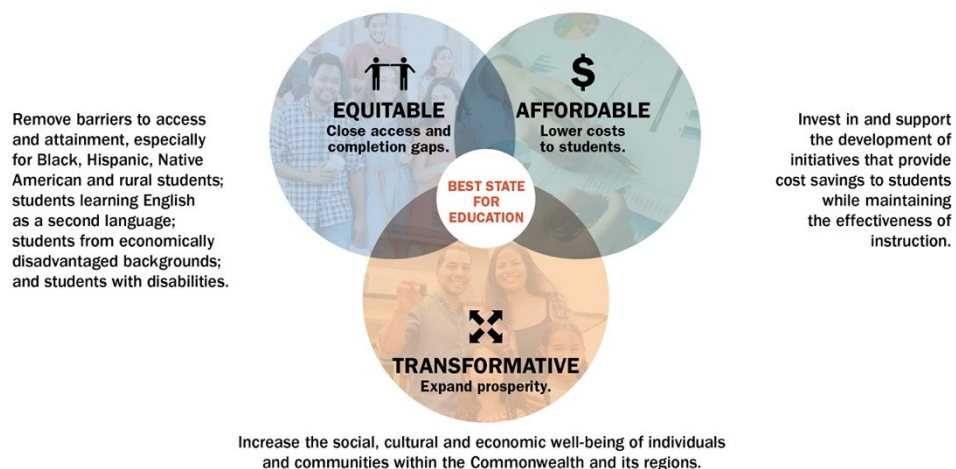 EQUITABLE
Close access and
completion gaps.
$
AFFORDABLE
Lower costs
to students.
Remove barriers to access
and attainment, especially
for Black, Hispanic, Native
American and rural students;
students learning English
as a second language;
students from economically
disadvantaged backgrounds;
and students with disabilities.
Invest in and support
the development of
initiatives that provide
cost savings to students
while maintaining
the effectiveness of
instruction.
BEST STATE
FOR
EDUCATION
TRANSFORMATIVE
Expand prosperity.
Increase the social, cultural and economic well-being of individuals
and communities within the Commonwealth and its regions.